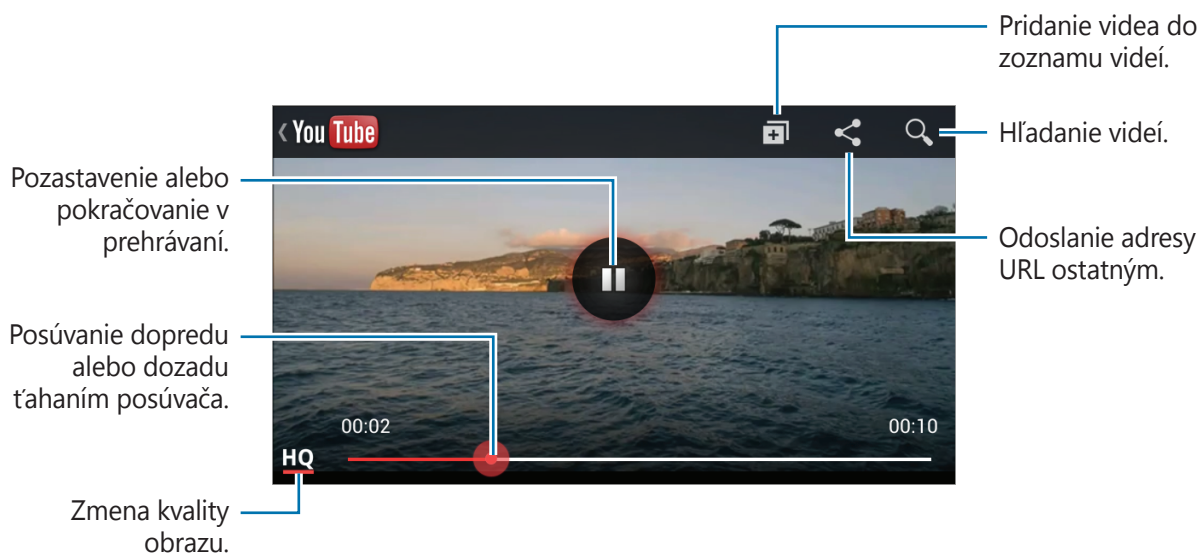 Pridanie videa do
zoznamu videí.
You Tube
Hľadanie videí.
Pozastavenie alebo
pokračovanie v
prehrávaní.
Odoslanie adresy
URL ostatným.
Posúvanie dopredu
alebo dozadu
ťahaním posúvača.
00:02
00:10
HQ
Zmena kvality
obrazu.